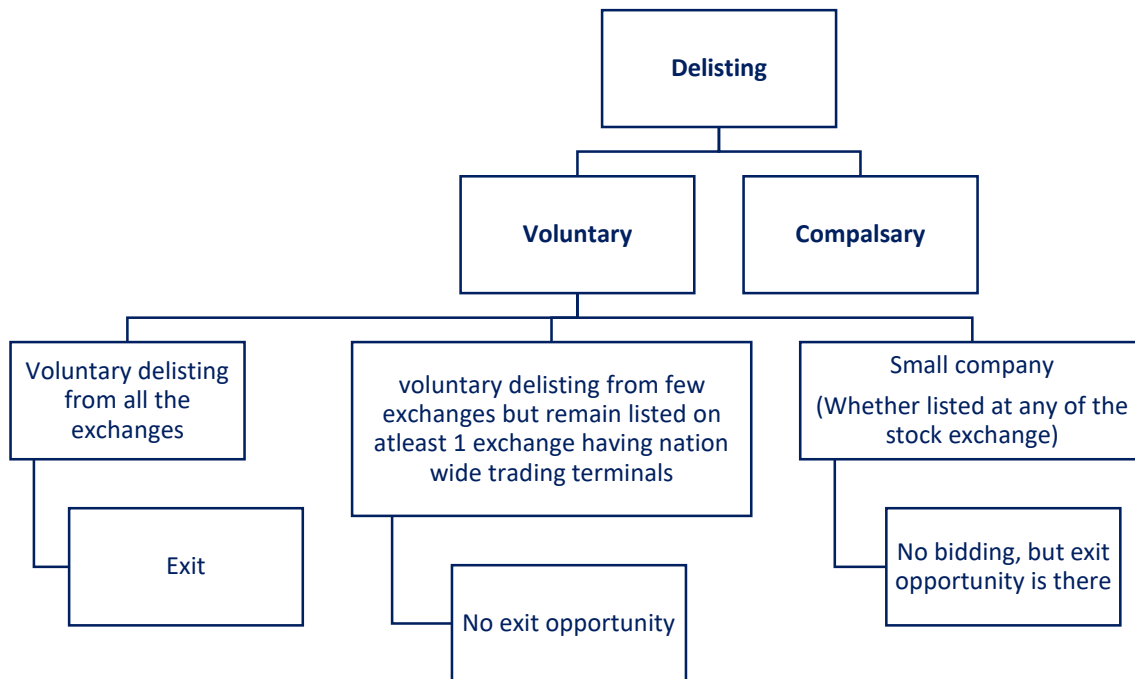 Delisting
Voluntary
Compalsary
Voluntary delisting
from all the
exchanges
voluntary delisting from few
exchanges but remain listed on
atleast 1 exchange having nation
wide trading terminals
Small company
(Whether listed at any of the
stock exchange)
Exit
No exit opportunity
No bidding, but exit
opportunity is there